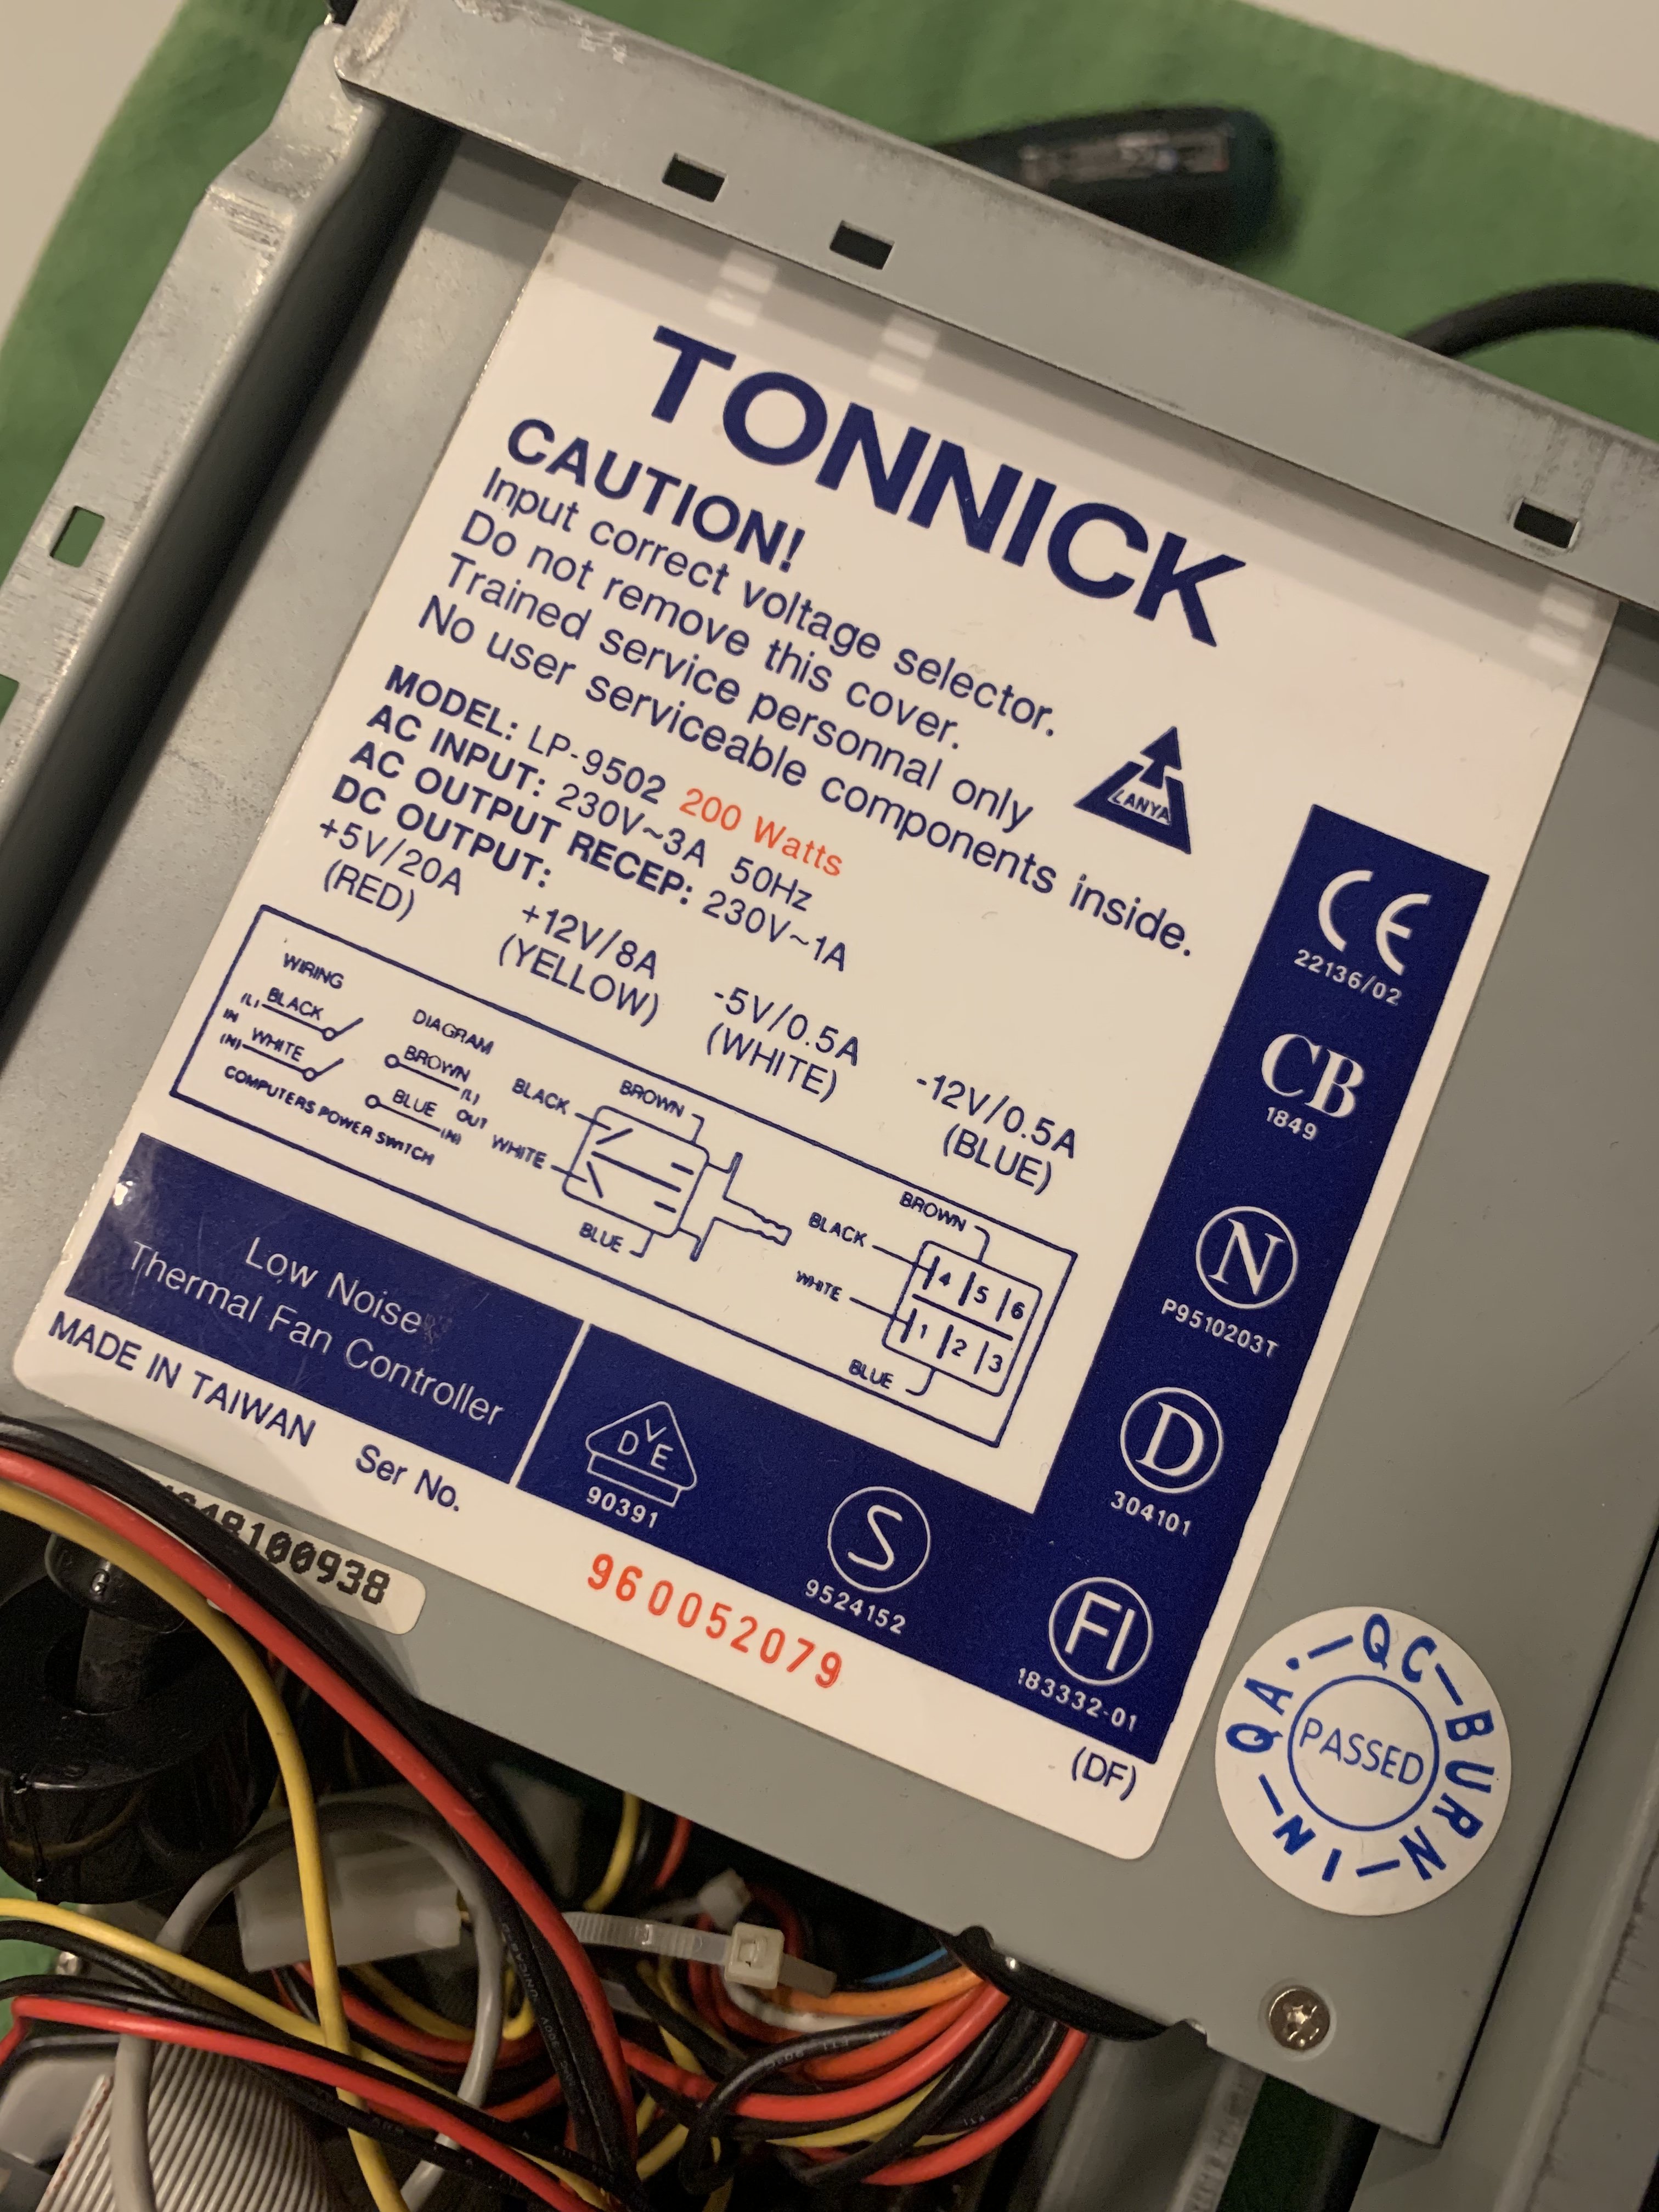 TONNICK
CAUTION!
Input correct voltage selector.
Do not remove this cover.
Trained service personnal only
No user serviceable components inside.
LANYA
MODEL: LP-9502 200 Watts
AC INPUT: 230V~3A 50Hz
AC OUTPUT RECEP: 230V~1A
DC OUTPUT:
+5V/20A +12V/8A -5V/0.5A -12V/0.5A
(RED) (YELLOW) (WHITE) (BLUE)
WIRING DIAGRAM
(L) BLACK BROWN (L)
IN OUT
(N) WHITE BLUE (N)
COMPUTERS POWER SWITCH
BLACK BROWN
WHITE
BLUE
BLACK BROWN
WHITE
4 5 6
1 2 3
BLUE
CE
22136/02
CB
1849
N
P9510203T
D
304101
FI
183332-01
S
9524152
DVE
90391
Low Noise
Thermal Fan Controller
MADE IN TAIWAN Ser No.
960052079
(DF)
QA.-QC-BURN-IN-
PASSED